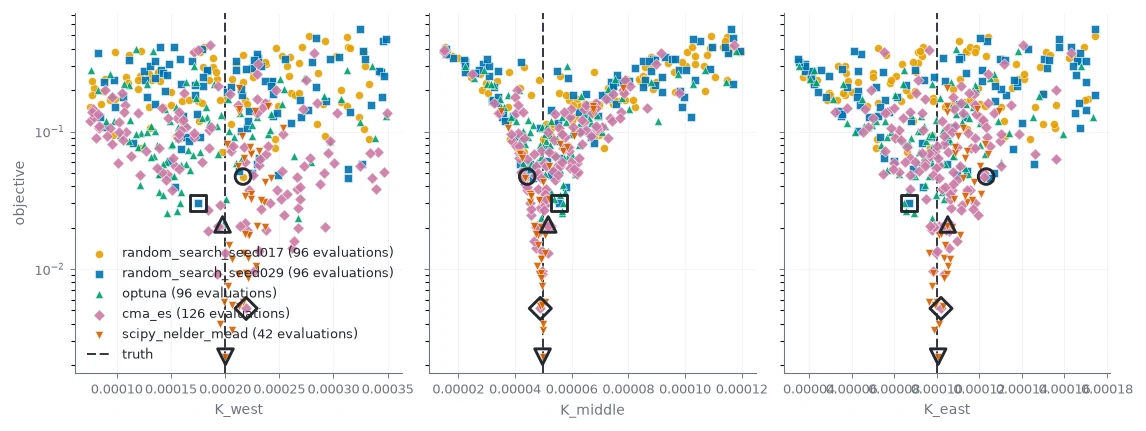 objective
10⁻¹
10⁻²
random_search_seed017 (96 evaluations)
random_search_seed029 (96 evaluations)
optuna (96 evaluations)
cma_es (126 evaluations)
scipy_nelder_mead (42 evaluations)
truth
0.00010 0.00015 0.00020 0.00025 0.00030 0.00035
0.00002 0.00004 0.00006 0.00008 0.00010 0.00012
0.00004 0.00006 0.00008 0.00010 0.00012 0.00014 0.00016 0.00018
K_west
K_middle
K_east